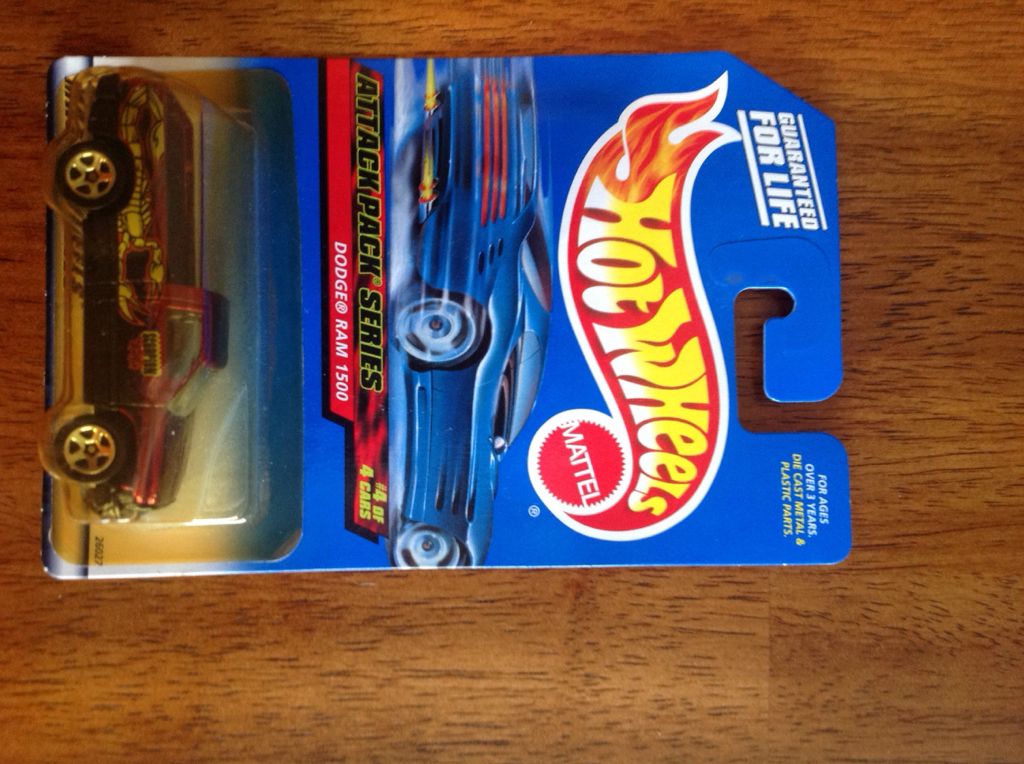 GUARANTEED
FOR LIFE
FOR AGES
OVER 3 YEARS.
DIE CAST METAL &
PLASTIC PARTS.
Hot Wheels
MATTEL
®
ATTACK PACK® SERIES
DODGE® RAM 1500
#4 OF
4 CARS
26027